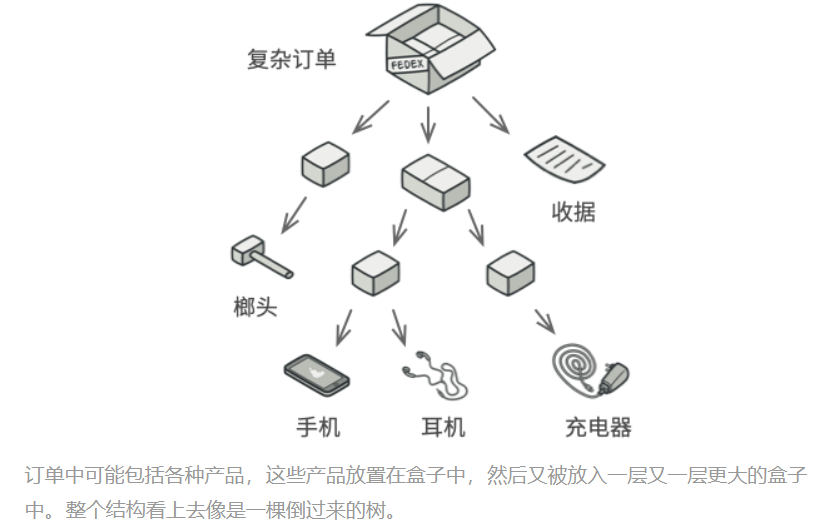 复杂订单
FEDEX
收据
榔头
手机
耳机
充电器
订单中可能包括各种产品，这些产品放置在盒子中，然后又被放入一层又一层更大的盒子
中。整个结构看上去像是一棵倒过来的树。